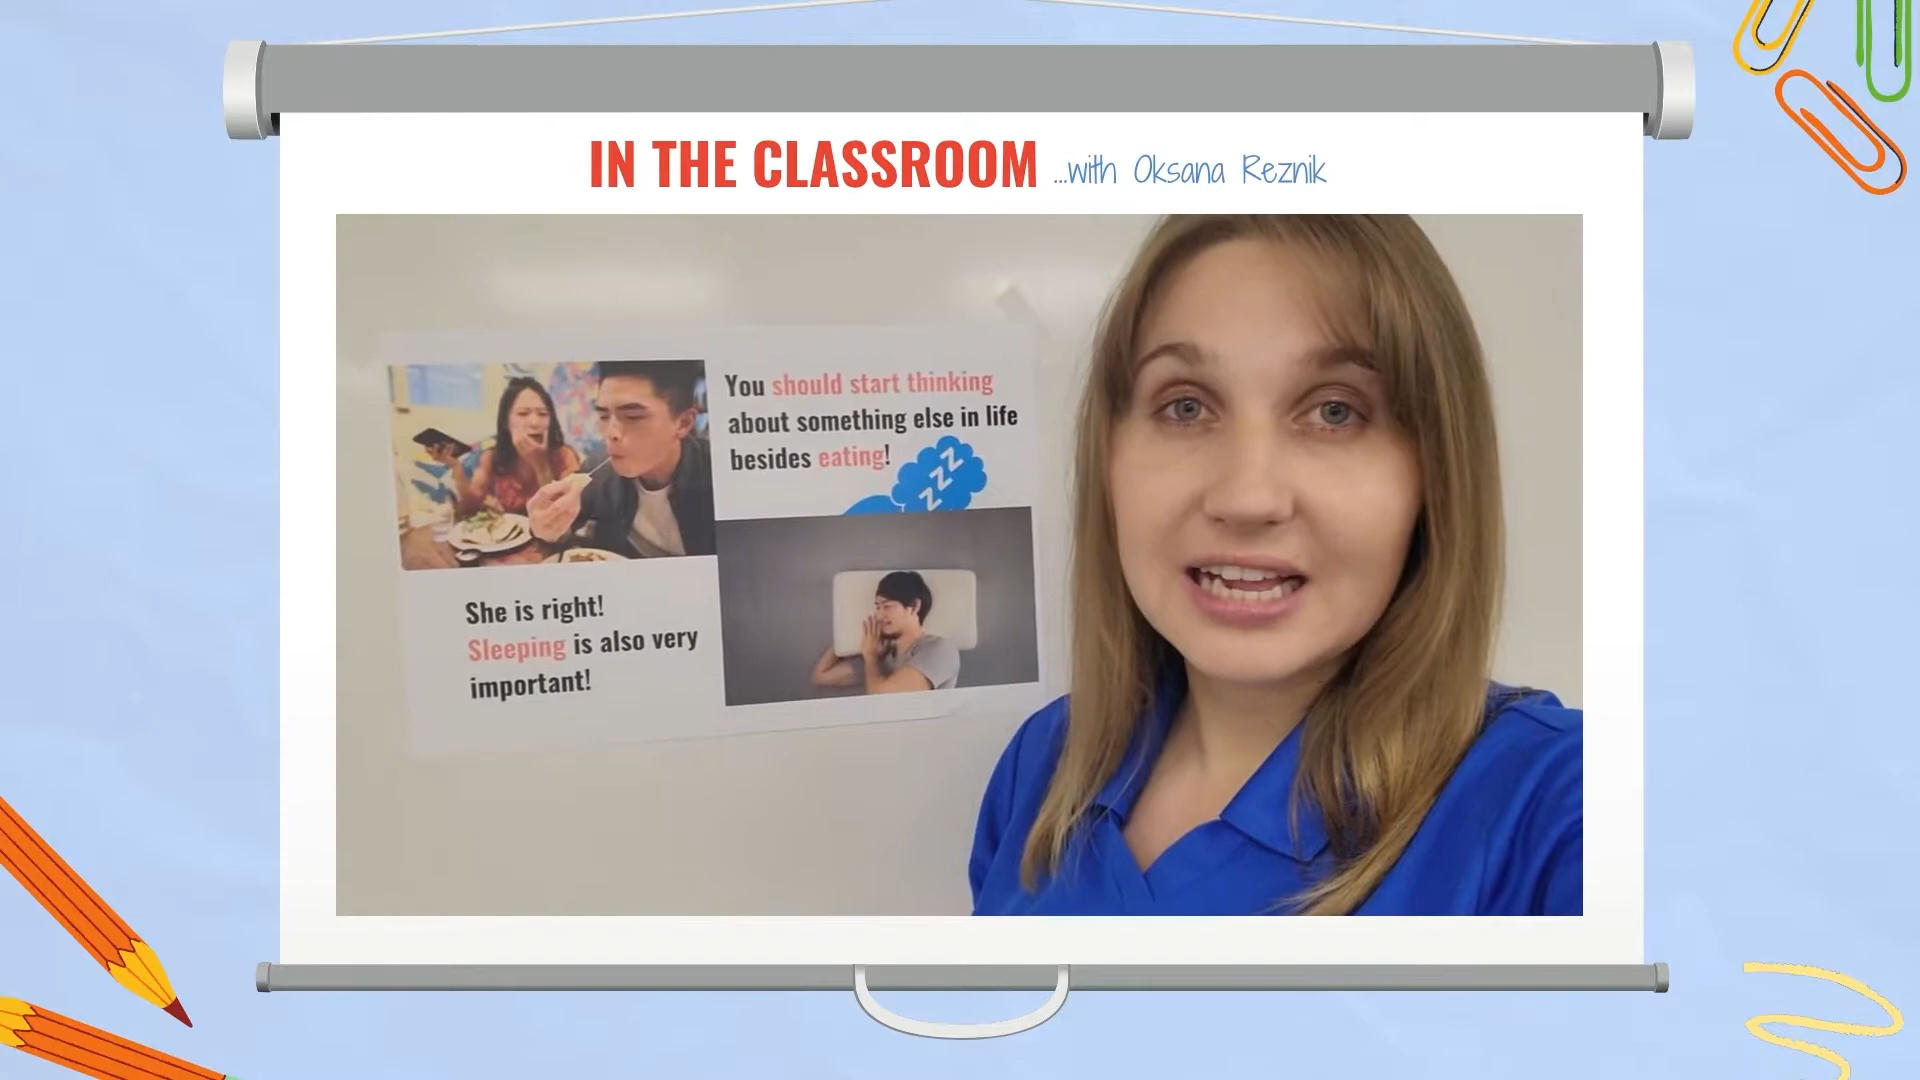 IN THE CLASSROOM ...with Oksana Reznik
You should start thinking
about something else in life
besides eating!
ZZZ
She is right!
Sleeping is also very
important!